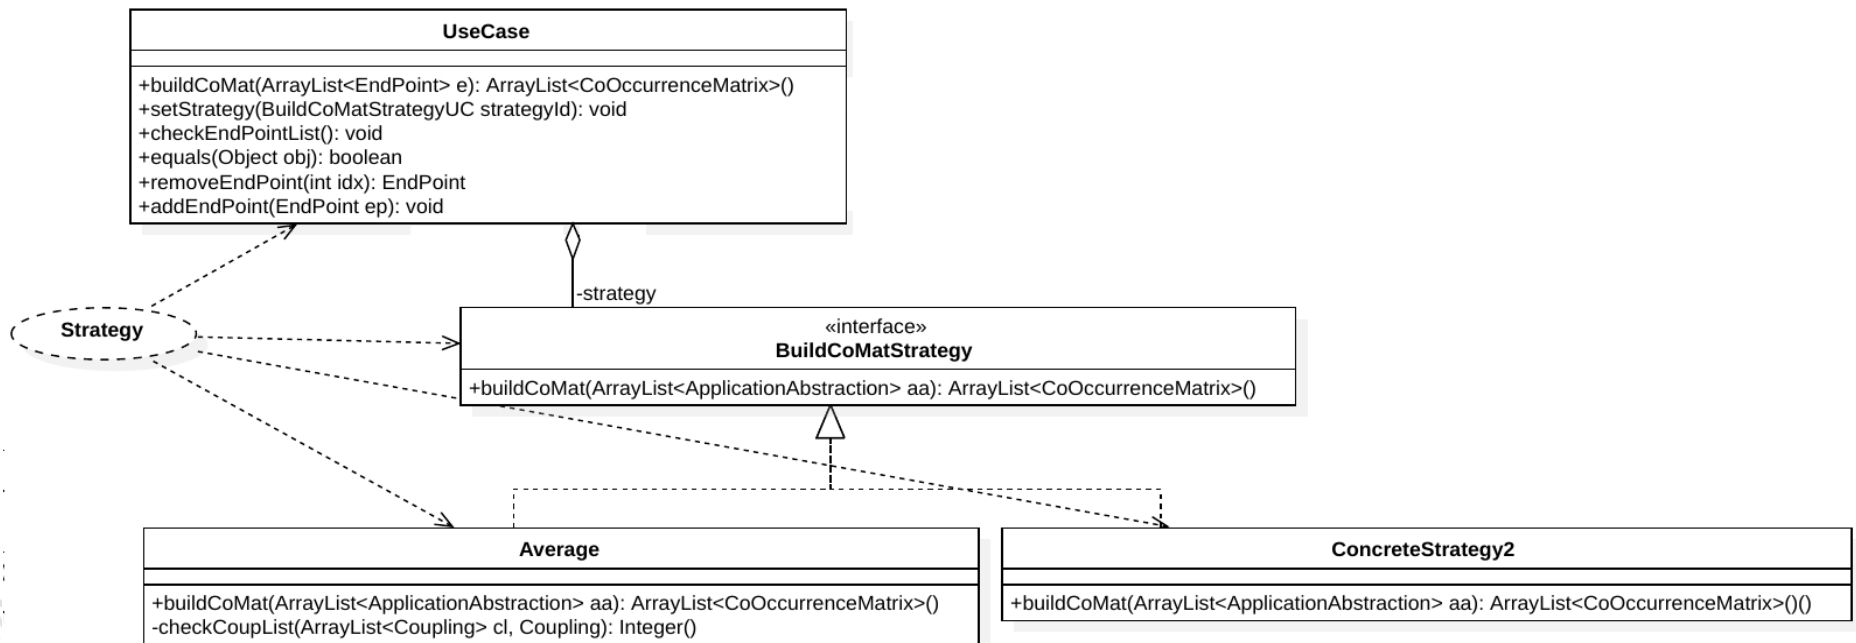 UseCase
+buildCoMat(ArrayList<EndPoint> e): ArrayList<CoOccurrenceMatrix>()
+setStrategy(BuildCoMatStrategyUC strategyId): void
+checkEndPointList(): void
+equals(Object obj): boolean
+removeEndPoint(int idx): EndPoint
+addEndPoint(EndPoint ep): void
-strategy
Strategy
«interface»
BuildCoMatStrategy
+buildCoMat(ArrayList<ApplicationAbstraction> aa): ArrayList<CoOccurrenceMatrix>()
Average
+buildCoMat(ArrayList<ApplicationAbstraction> aa): ArrayList<CoOccurrenceMatrix>()
-checkCoupList(ArrayList<Coupling> cl, Coupling): Integer()
ConcreteStrategy2
+buildCoMat(ArrayList<ApplicationAbstraction> aa): ArrayList<CoOccurrenceMatrix>()()